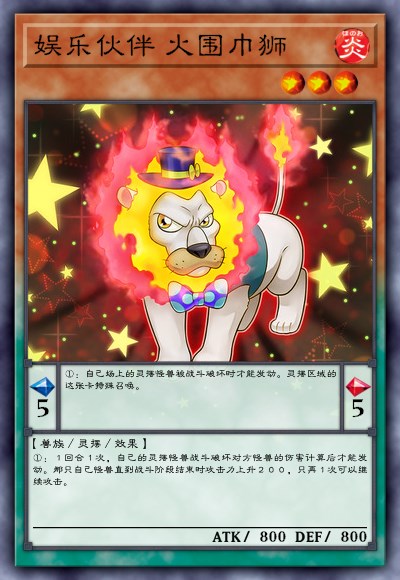 娱乐伙伴 火围巾狮
ほのお
炎
①：自己场上的灵摆怪兽被战斗破坏时才能发动。灵摆区域的
这张卡特殊召唤。
5
5
【兽族／灵摆／效果】
①：1回合1次，自己的灵摆怪兽战斗破坏对方怪兽的伤害计算后才能发
动。那只自己怪兽直到战斗阶段结束时攻击力上升２００，只再1次可以继
续攻击。
ATK/ 800 DEF/ 800